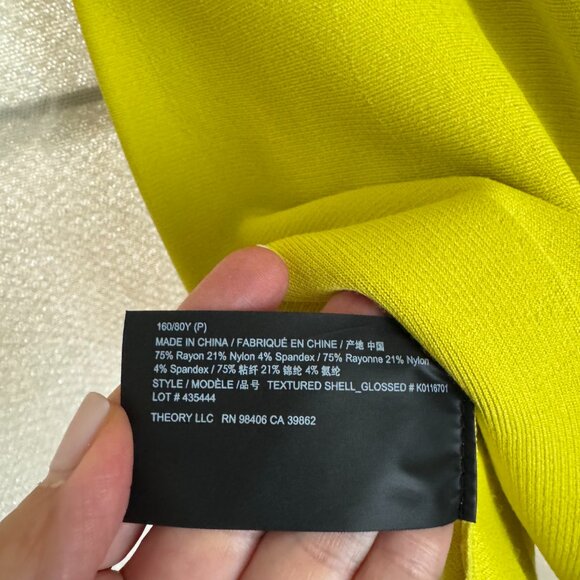 160/80Y (P)
MADE IN CHINA / FABRIQUÉ EN CHINE / 产地 中国
75% Rayon 21% Nylon 4% Spandex / 75% Rayonne 21% Nylon
4% Spandex / 75% 粘纤 21% 锦纶 4% 氨纶
STYLE / MODÈLE / 品号 TEXTURED SHELL_GLOSSED # K0116701
LOT # 435444
THEORY LLC RN 98406 CA 39862